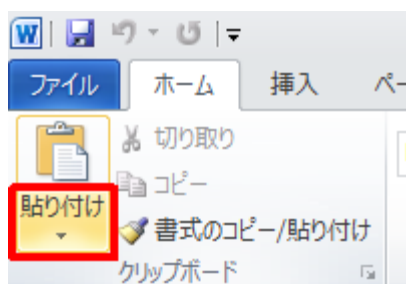 W
ファイル ホーム 挿入 ペー
切り取り
コピー
貼り付け
書式のコピー/貼り付け
クリップボード